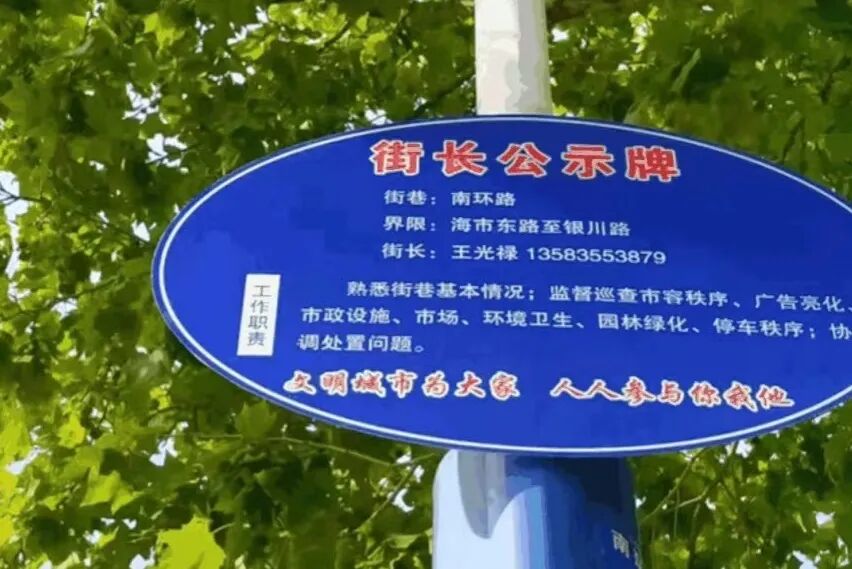 街长公示牌
街巷：南环路
界限：海市东路至银川路
街长：王光禄 13583553879
工作职责
熟悉街巷基本情况；监督巡查市容秩序、广告亮化、
市政设施、市场、环境卫生、园林绿化、停车秩序；协
调处置问题。
文明城市为大家 人人参与你我他
南